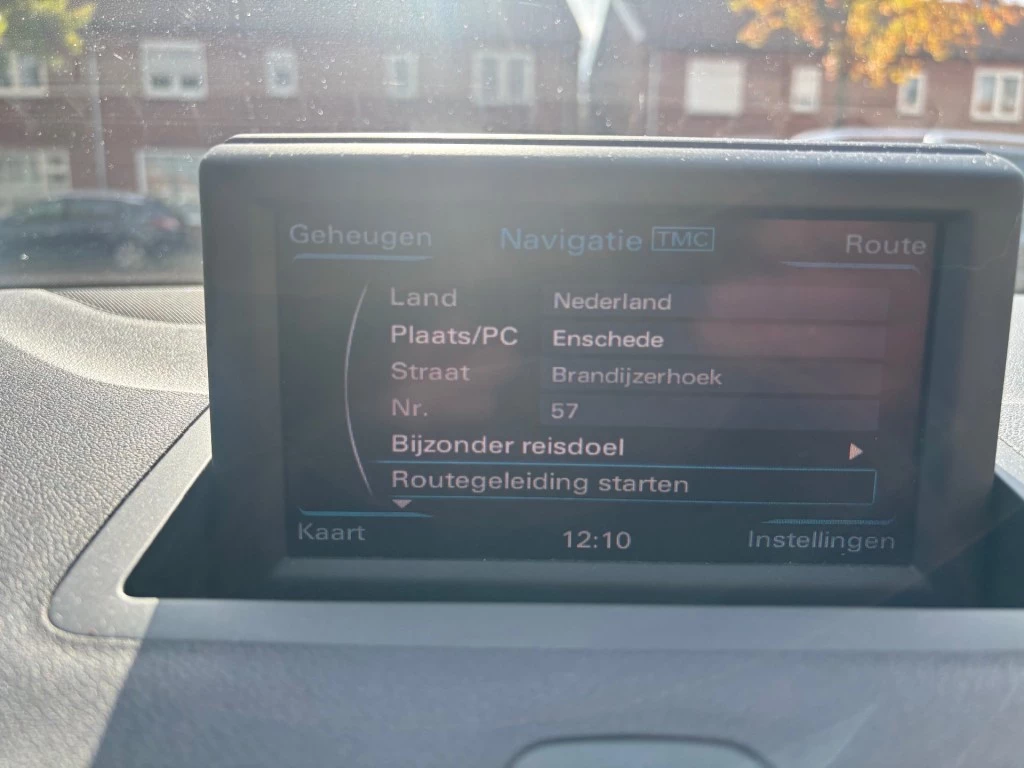 Geheugen Navigatie TMC Route
Land Nederland
Plaats/PC Enschede
Straat Brandijzerhoek
Nr. 57
Bijzonder reisdoel
Routegeleiding starten
Kaart 12:10 Instellingen